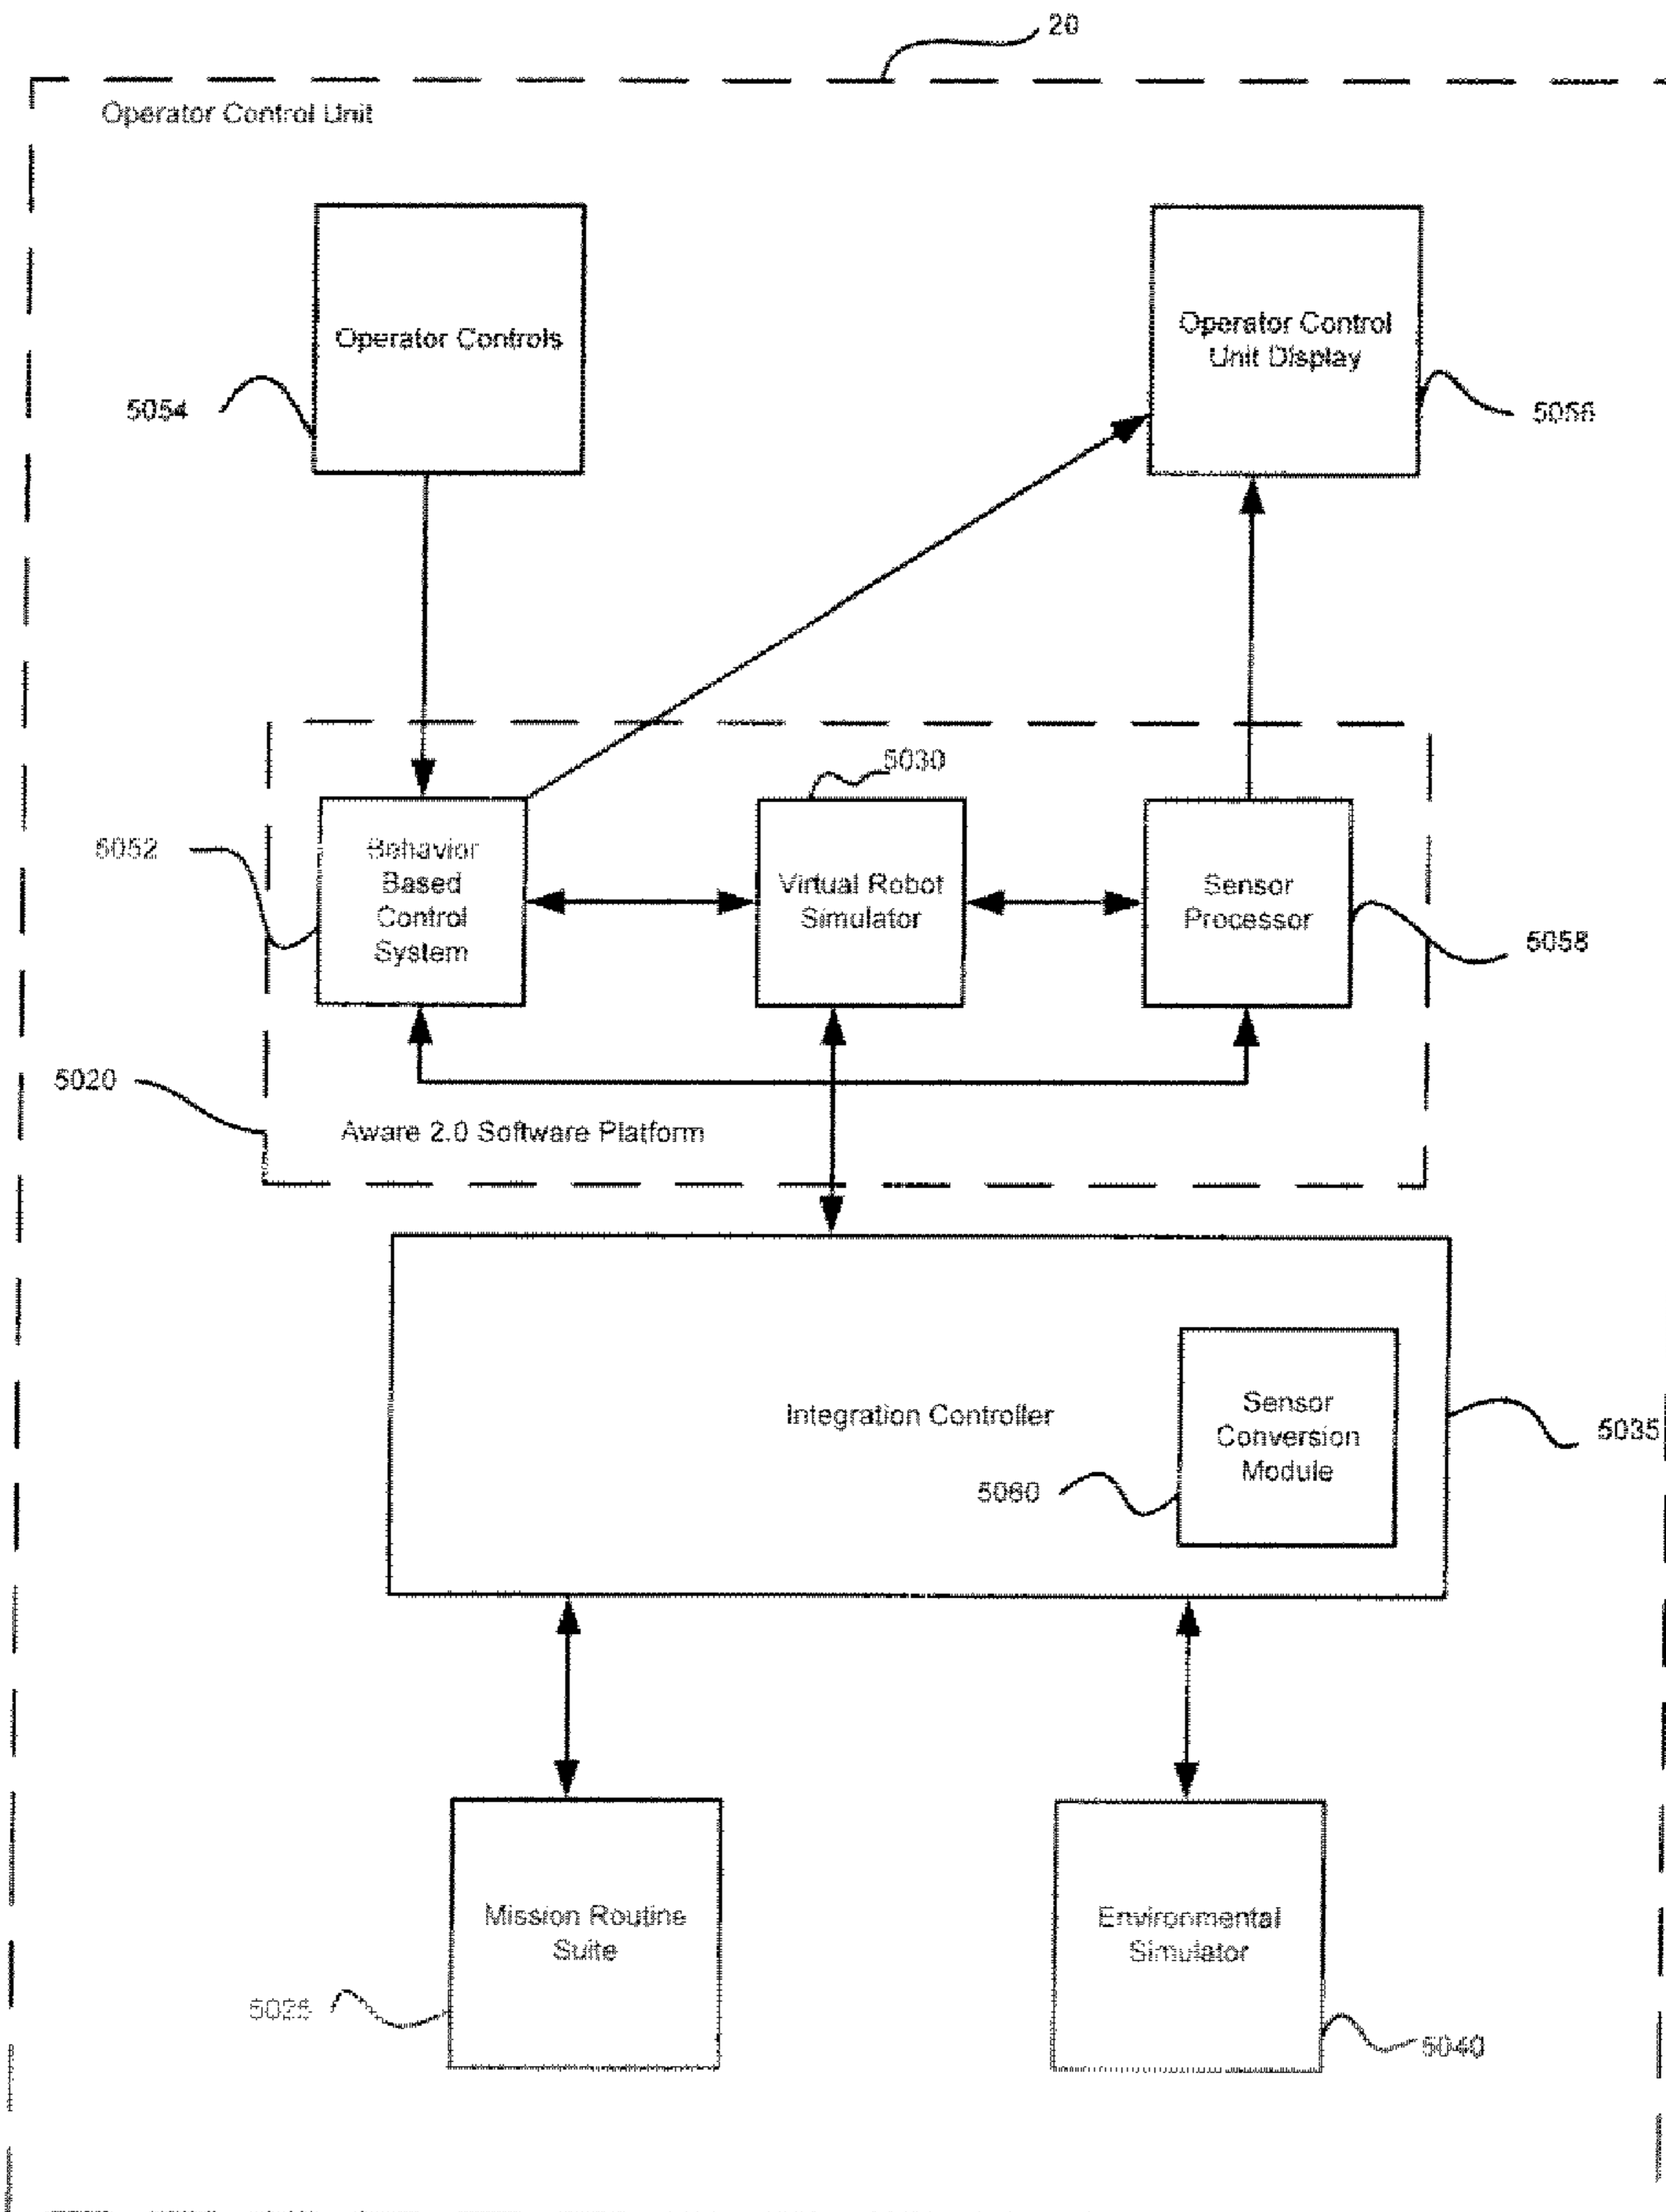 20
Operator Control Unit
Operator Controls
Operator Control
Unit Display
5054
5056
5030
5052
Behavior
Based
Control
System
Virtual Robot
Simulator
Sensor
Processor
5058
5020
Aware 2.0 Software Platform
Integration Controller
Sensor
Conversion
Module
5035
5060
Mission Routine
Suite
Environmental
Simulator
5025
5040